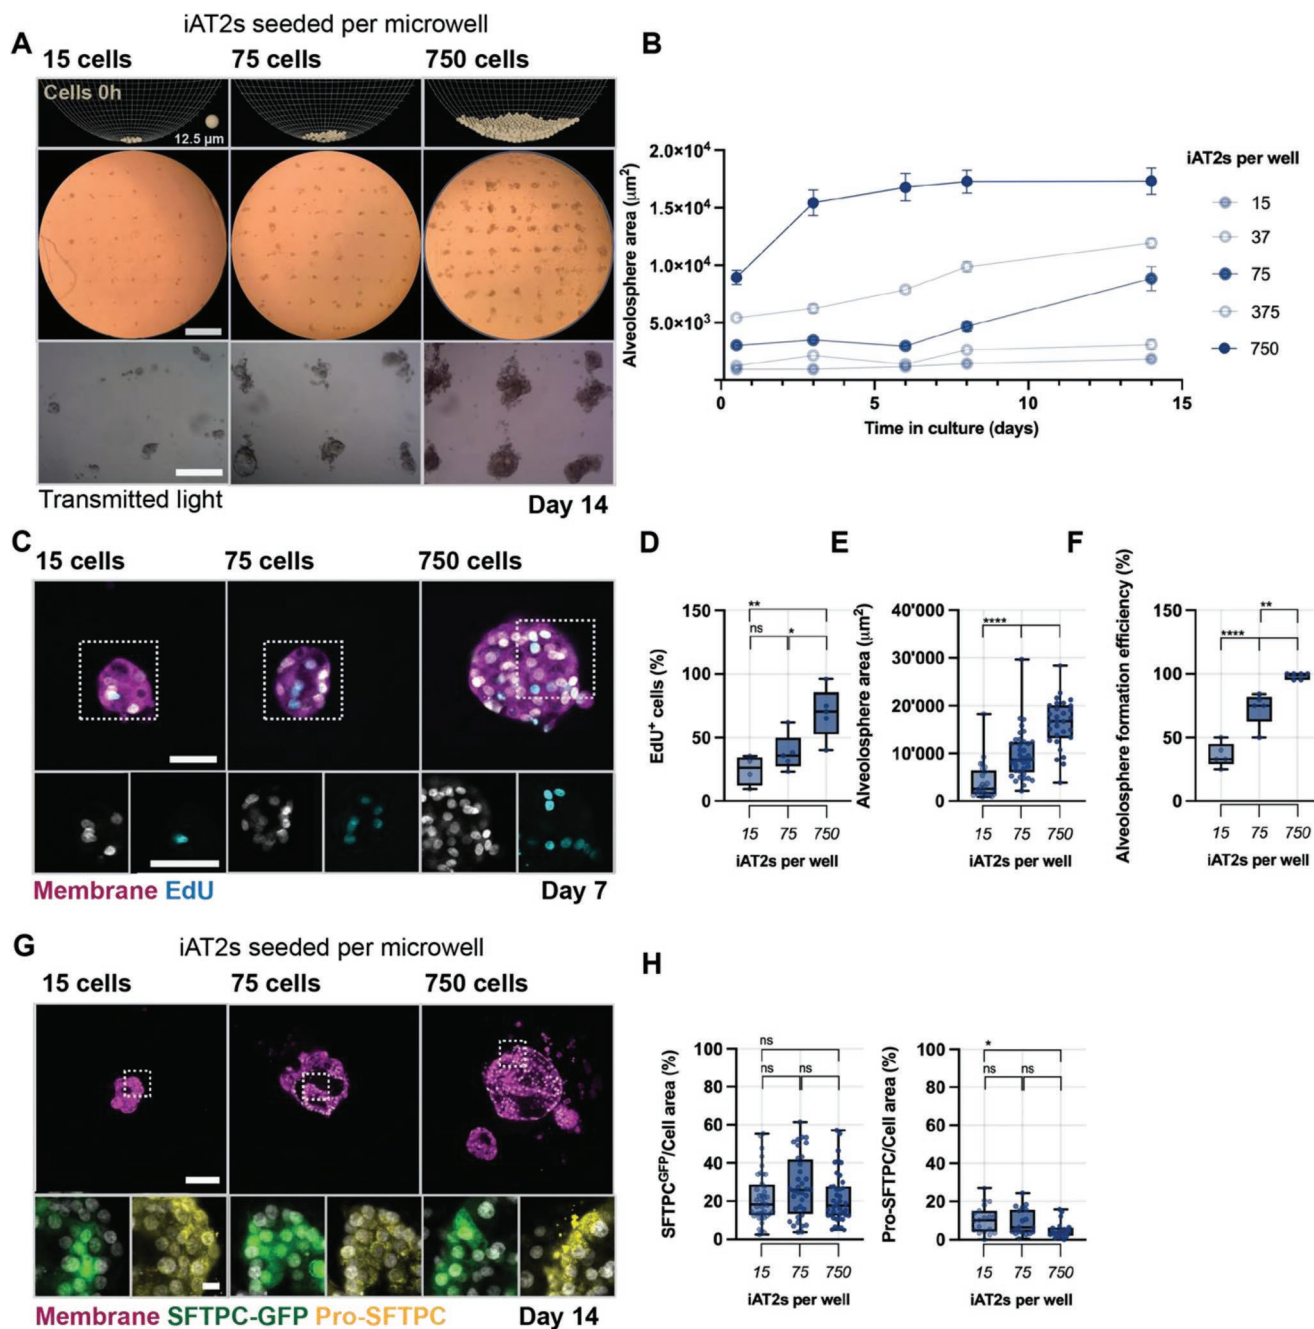 iAT2s seeded per microwell
A
15 cells 75 cells 750 cells
Cells 0h
12.5 µm
Transmitted light Day 14
B
Alveolosphere area (µm²)
2.0×10⁴
1.5×10⁴
1.0×10⁴
5.0×10³
0 5 10 15
Time in culture (days)
iAT2s per well
15
37
75
375
750
C
15 cells 75 cells 750 cells
Membrane EdU Day 7
D
EdU⁺ cells (%)
150
100
50
0
** 
ns *
15 75 750
iAT2s per well
E
Alveolosphere area (µm²)
40'000
30'000
20'000
10'000
0
****
15 75 750
iAT2s per well
F
Alveolosphere formation efficiency (%)
150
100
50
0
**
****
15 75 750
iAT2s per well
G
iAT2s seeded per microwell
15 cells 75 cells 750 cells
Membrane SFTPC-GFP Pro-SFTPC Day 14
H
SFTPCᴳᶠᴾ/Cell area (%)
100
80
60
40
20
0
ns
ns ns
15 75 750
iAT2s per well
Pro-SFTPC/Cell area (%)
100
80
60
40
20
0
*
ns ns
15 75 750
iAT2s per well